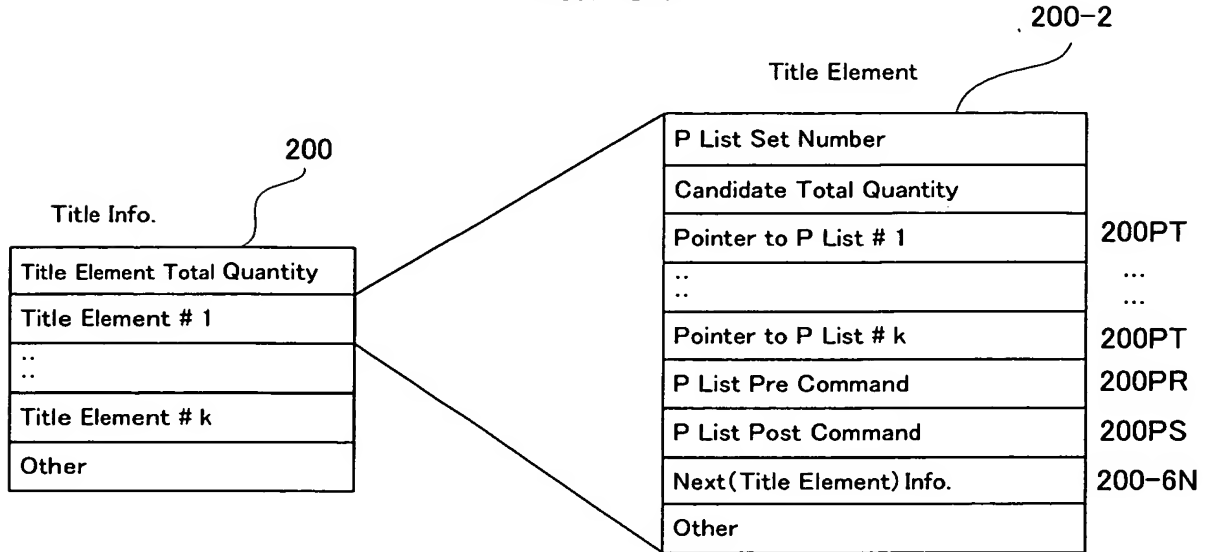 200-2
Title Element
P List Set Number
Candidate Total Quantity
Pointer to P List # 1 200PT
:: ...
...
Pointer to P List # k 200PT
P List Pre Command 200PR
P List Post Command 200PS
Next(Title Element) Info. 200-6N
Other
200
Title Info.
Title Element Total Quantity
Title Element # 1
::
Title Element # k
Other